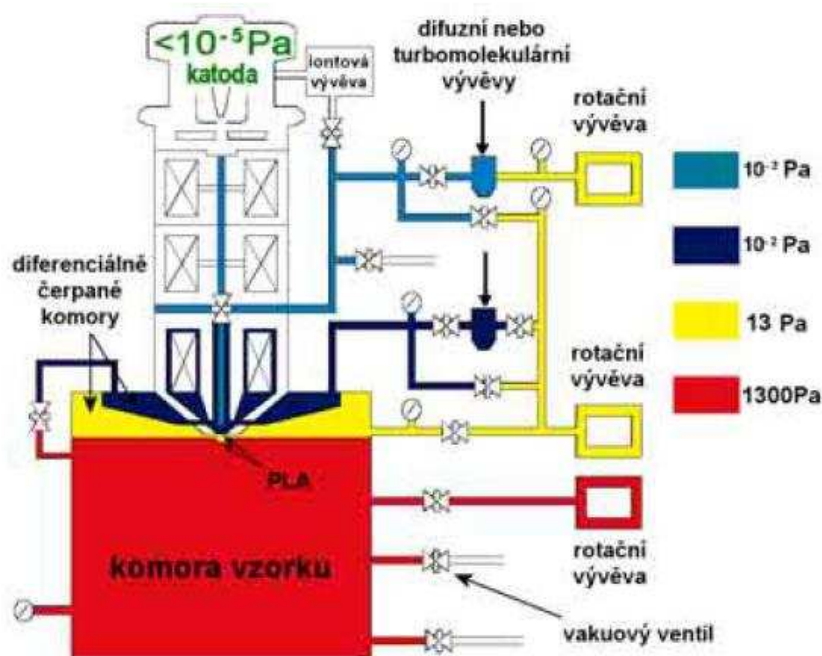 <10⁻⁵Pa
katoda
iontová
vývěva
difuzní nebo
turbomolekulární
vývěvy
rotační
vývěva
10⁻² Pa
10⁻² Pa
13 Pa
1300Pa
diferenciálně
čerpané
komory
rotační
vývěva
PLA
komora vzorku
rotační
vývěva
vakuový ventil